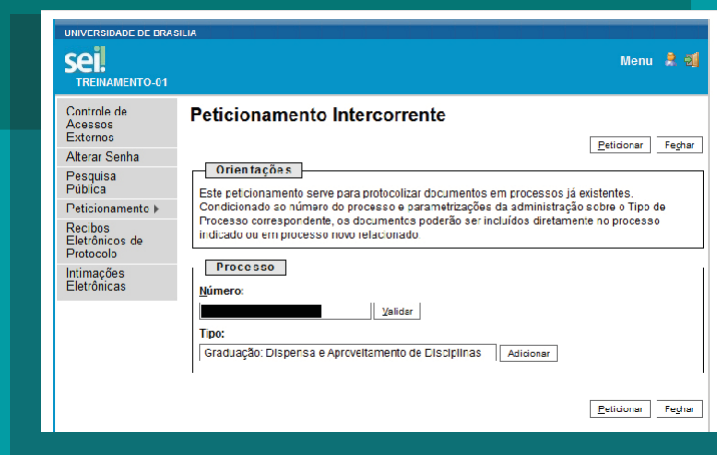 UNIVERSIDADE DE BRASILIA
sei!
TREINAMENTO-01
Menu
Controle de
Acessos
Externos
Alterar Senha
Pesquisa
Pública
Peticionamento
Recibos
Eletrônicos de
Protocolo
Intimações
Eletrônicas
Peticionamento Intercorrente
Peticionar Fechar
Orientações
Este peticionamento serve para protocolizar documentos em processos já existentes.
Condicionado ao número do processo e parametrizações da administração sobre o Tipo de
Processo correspondente, os documentos poderão ser incluídos diretamente no processo
indicado ou em processo novo relacionado
Processo
Número:
Validar
Tipo:
Graduação: Dispensa e Aproveitamento de Disciplinas Adicionar
Peticionar Fechar